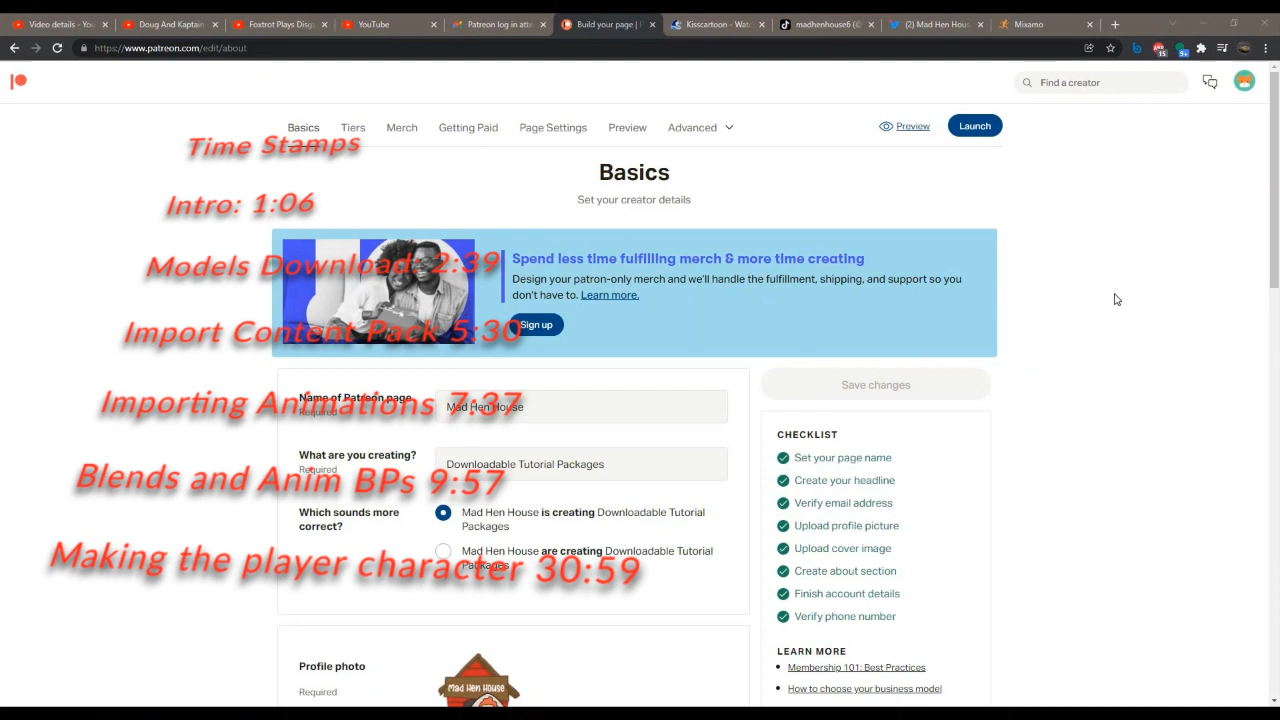 Video details - You
Doug And Kaptain
Foxtrot Plays Disg
YouTube
Patreon log in atte
Build your page |
Kisscartoon - Watc
madhenhouse6 (@
(2) Mad Hen Hous
Mixamo
https://www.patreon.com/edit/about
15
9+
Find a creator
Basics Tiers Merch Getting Paid Page Settings Preview Advanced
Preview
Launch
Time Stamps
Basics
Set your creator details
Intro: 1:06
Models Download: 2:39
Spend less time fulfilling merch & more time creating
Design your patron-only merch and we'll handle the fulfillment, shipping, and support so you
don't have to. Learn more.
Sign up
Import Content Pack 5:30
Importing Animations 7:37
Name of Patreon page
Required
Mad Hen House
What are you creating?
Required
Downloadable Tutorial Packages
Blends and Anim BPs 9:57
Which sounds more
correct?
Mad Hen House is creating Downloadable Tutorial
Packages
Mad Hen House are creating Downloadable Tutorial
Packages
Making the player character 30:59
Profile photo
Required
Mad Hen House
Save changes
CHECKLIST
Set your page name
Create your headline
Verify email address
Upload profile picture
Upload cover image
Create about section
Finish account details
Verify phone number
LEARN MORE
Membership 101: Best Practices
How to choose your business model